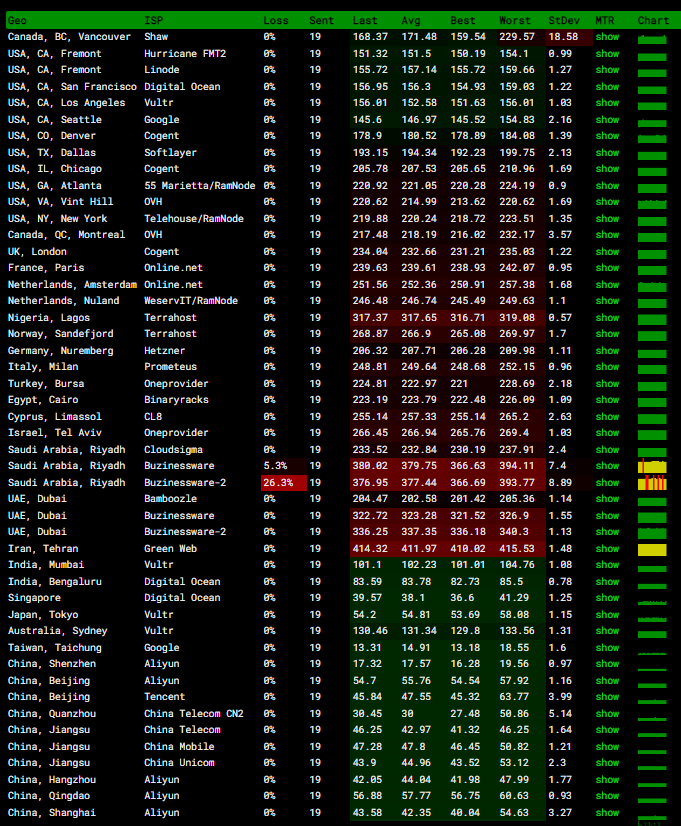 Geo ISP Loss Sent Last Avg Best Worst StDev MTR Chart
Canada, BC, Vancouver Shaw 0% 19 168.37 171.48 159.54 229.57 18.58 show
USA, CA, Fremont Hurricane FMT2 0% 19 151.32 151.5 150.19 154.1 0.99 show
USA, CA, Fremont Linode 0% 19 155.72 157.14 155.72 159.66 1.27 show
USA, CA, San Francisco Digital Ocean 0% 19 156.95 156.3 154.93 159.03 1.22 show
USA, CA, Los Angeles Vultr 0% 19 156.01 152.58 151.63 156.01 1.03 show
USA, CA, Seattle Google 0% 19 145.6 146.97 145.52 154.83 2.16 show
USA, CO, Denver Cogent 0% 19 178.9 180.52 178.89 184.08 1.39 show
USA, TX, Dallas Softlayer 0% 19 193.15 194.34 192.23 199.75 2.13 show
USA, IL, Chicago Cogent 0% 19 205.78 207.53 205.65 210.96 1.69 show
USA, GA, Atlanta 55 Marietta/RamNode 0% 19 220.92 221.05 220.28 224.19 0.9 show
USA, VA, Vint Hill OVH 0% 19 220.62 214.99 213.62 220.62 1.69 show
USA, NY, New York Telehouse/RamNode 0% 19 219.88 220.24 218.72 223.51 1.35 show
Canada, QC, Montreal OVH 0% 19 217.48 218.19 216.02 232.17 3.57 show
UK, London Cogent 0% 19 234.04 232.66 231.21 235.03 1.22 show
France, Paris Online.net 0% 19 239.63 239.61 238.93 242.07 0.95 show
Netherlands, Amsterdam Online.net 0% 19 251.56 252.36 250.91 257.38 1.68 show
Netherlands, Nuland WeservIT/RamNode 0% 19 246.48 246.74 245.49 249.63 1.1 show
Nigeria, Lagos Terrahost 0% 19 317.37 317.65 316.71 319.08 0.57 show
Norway, Sandefjord Terrahost 0% 19 268.87 266.9 265.08 269.97 1.7 show
Germany, Nuremberg Hetzner 0% 19 206.32 207.71 206.28 209.98 1.11 show
Italy, Milan Prometeus 0% 19 248.81 249.64 248.68 252.15 0.96 show
Turkey, Bursa Oneprovider 0% 19 224.81 222.97 221 228.69 2.18 show
Egypt, Cairo Binaryracks 0% 19 223.19 223.79 222.48 226.09 1.09 show
Cyprus, Limassol CL8 0% 19 255.14 257.33 255.14 265.2 2.63 show
Israel, Tel Aviv Oneprovider 0% 19 266.45 266.94 265.76 269.4 1.03 show
Saudi Arabia, Riyadh Cloudsigma 0% 19 233.52 232.84 230.19 237.91 2.4 show
Saudi Arabia, Riyadh Buzinessware 5.3% 19 380.02 379.75 366.63 394.11 7.4 show
Saudi Arabia, Riyadh Buzinessware-2 26.3% 19 376.95 377.44 366.69 393.77 8.89 show
UAE, Dubai Bamboozle 0% 19 204.47 202.58 201.42 205.36 1.14 show
UAE, Dubai Buzinessware 0% 19 322.72 323.28 321.52 326.9 1.55 show
UAE, Dubai Buzinessware-2 0% 19 336.25 337.35 336.18 340.3 1.13 show
Iran, Tehran Green Web 0% 19 414.32 411.97 410.02 415.53 1.48 show
India, Mumbai Vultr 0% 19 101.1 102.23 101.01 104.76 1.08 show
India, Bengaluru Digital Ocean 0% 19 83.59 83.78 82.73 85.5 0.78 show
Singapore Digital Ocean 0% 19 39.57 38.1 36.6 41.29 1.25 show
Japan, Tokyo Vultr 0% 19 54.2 54.81 53.69 58.08 1.15 show
Australia, Sydney Vultr 0% 19 130.46 131.34 129.8 133.56 1.31 show
Taiwan, Taichung Google 0% 19 13.31 14.91 13.18 18.55 1.6 show
China, Shenzhen Aliyun 0% 19 17.32 17.57 16.28 19.56 0.97 show
China, Beijing Aliyun 0% 19 54.7 55.76 54.54 57.92 1.16 show
China, Beijing Tencent 0% 19 45.84 47.55 45.32 63.77 3.99 show
China, Quanzhou China Telecom CN2 0% 19 30.45 30 27.48 50.86 5.14 show
China, Jiangsu China Telecom 0% 19 46.25 42.97 41.32 46.25 1.64 show
China, Jiangsu China Mobile 0% 19 47.28 47.8 46.45 50.82 1.21 show
China, Jiangsu China Unicom 0% 19 43.9 44.96 43.52 53.12 2.3 show
China, Hangzhou Aliyun 0% 19 42.05 44.04 41.98 47.99 1.77 show
China, Qingdao Aliyun 0% 19 56.88 57.77 56.75 60.63 0.93 show
China, Shanghai Aliyun 0% 19 43.58 42.35 40.04 54.63 3.27 show